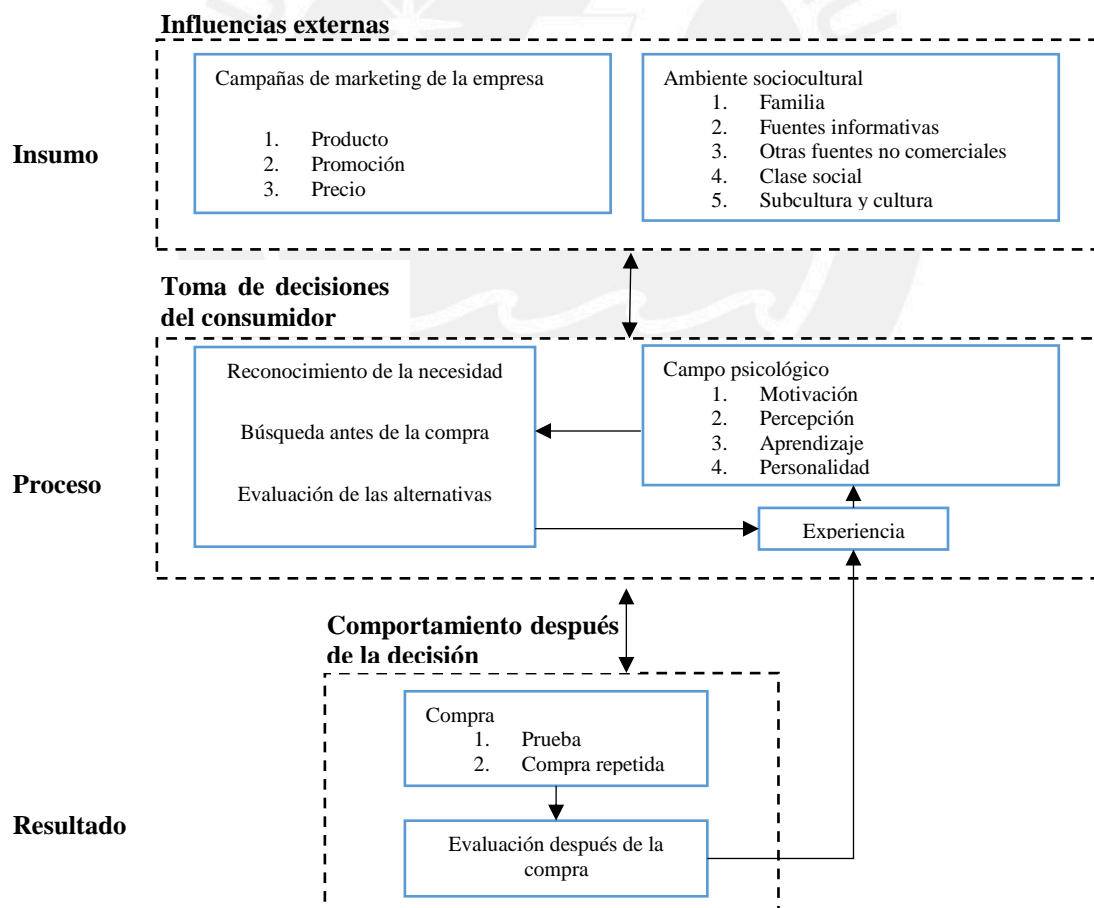 Influencias externas
Campañas de marketing de la empresa
1. Producto
2. Promoción
3. Precio
Ambiente sociocultural
1. Familia
2. Fuentes informativas
3. Otras fuentes no comerciales
4. Clase social
5. Subcultura y cultura
Insumo
Toma de decisiones
del consumidor
Reconocimiento de la necesidad
Búsqueda antes de la compra
Evaluación de las alternativas
Campo psicológico
1. Motivación
2. Percepción
3. Aprendizaje
4. Personalidad
Proceso
Experiencia
Comportamiento después
de la decisión
Compra
1. Prueba
2. Compra repetida
Resultado
Evaluación después de la
compra